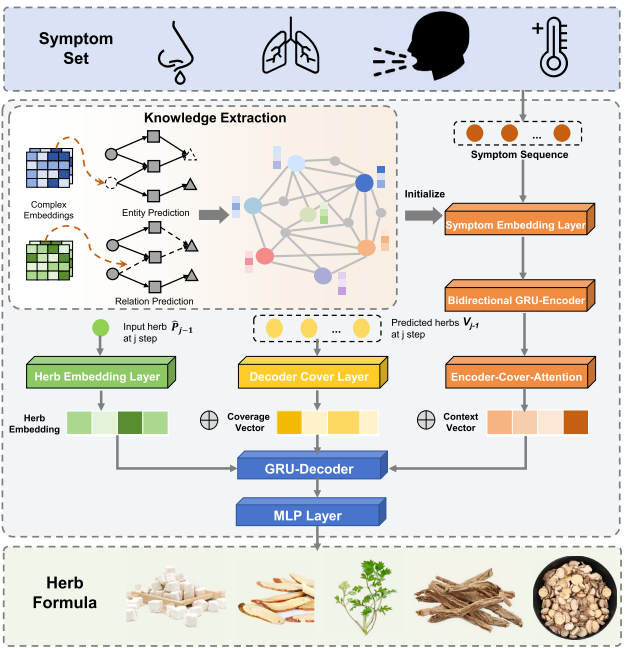 Symptom
Set
Knowledge Extraction
Complex
Embeddings
Entity Prediction
Relation Prediction
Initialize
...
Symptom Sequence
Symptom Embedding Layer
Bidirectional GRU-Encoder
Input herb P̂j−1
at j step
...
Predicted herbs Vj-1
at j step
Herb Embedding Layer
Decoder Cover Layer
Encoder-Cover-Attention
Herb
Embedding
Coverage
Vector
Context
Vector
GRU-Decoder
MLP Layer
Herb
Formula